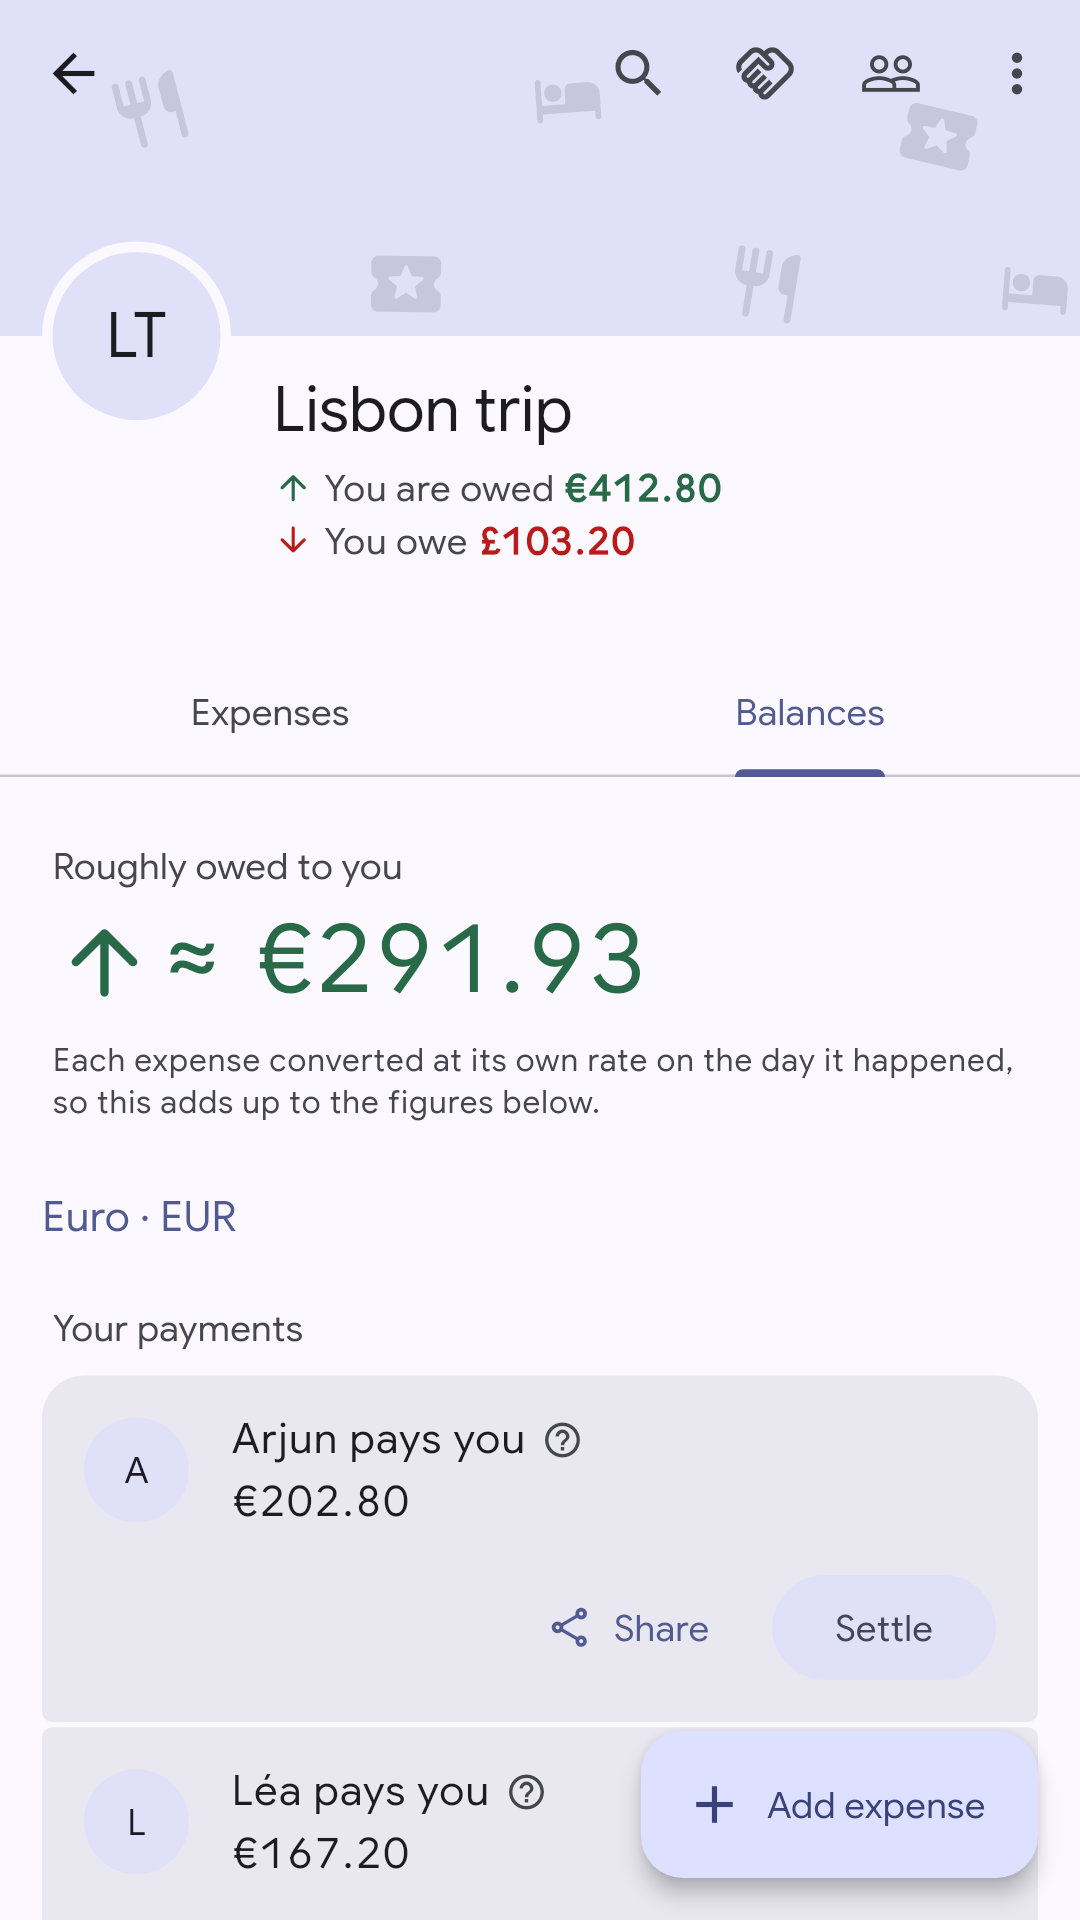 LT
Lisbon trip
↑ You are owed €412.80
↓ You owe £103.20
Expenses
Balances
Roughly owed to you
↑ ≈ €291.93
Each expense converted at its own rate on the day it happened,
so this adds up to the figures below.
Euro · EUR
Your payments
A
Arjun pays you
€202.80
Share
Settle
L
Léa pays you
€167.20
+ Add expense